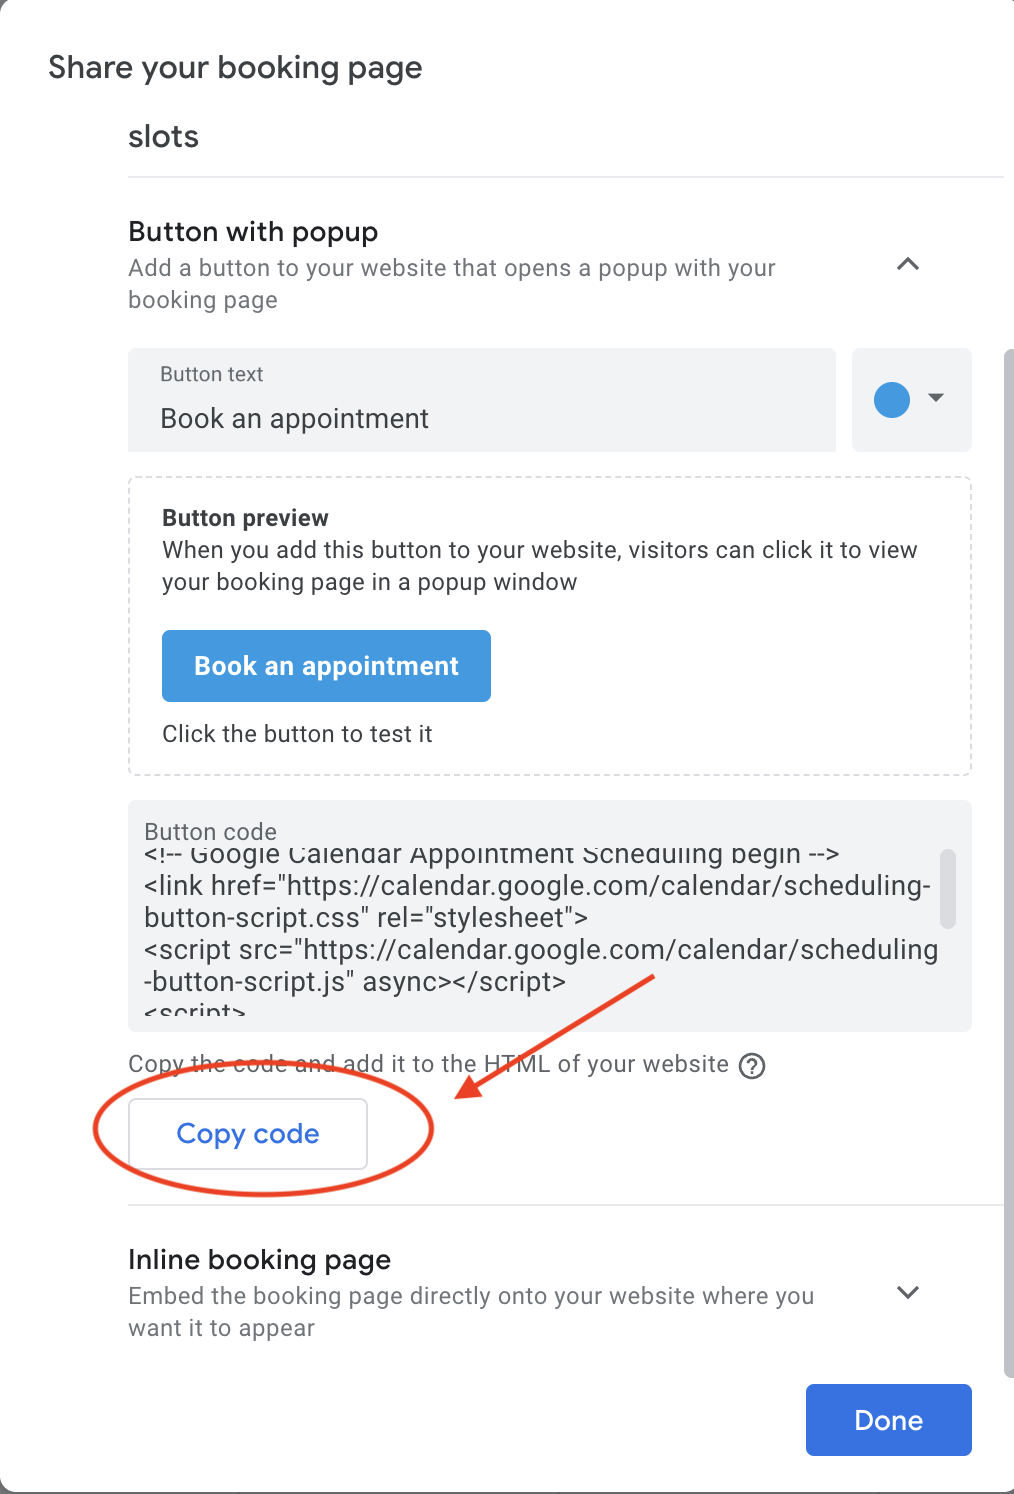 Share your booking page
slots
Button with popup
Add a button to your website that opens a popup with your
booking page
Button text
Book an appointment
Button preview
When you add this button to your website, visitors can click it to view
your booking page in a popup window
Book an appointment
Click the button to test it
Button code
<!-- Google Calendar Appointment Scheduling begin -->
<link href="https://calendar.google.com/calendar/scheduling-
button-script.css" rel="stylesheet">
<script src="https://calendar.google.com/calendar/scheduling
-button-script.js" async></script>
<script>
Copy the code and add it to the HTML of your website
Copy code
Inline booking page
Embed the booking page directly onto your website where you
want it to appear
Done